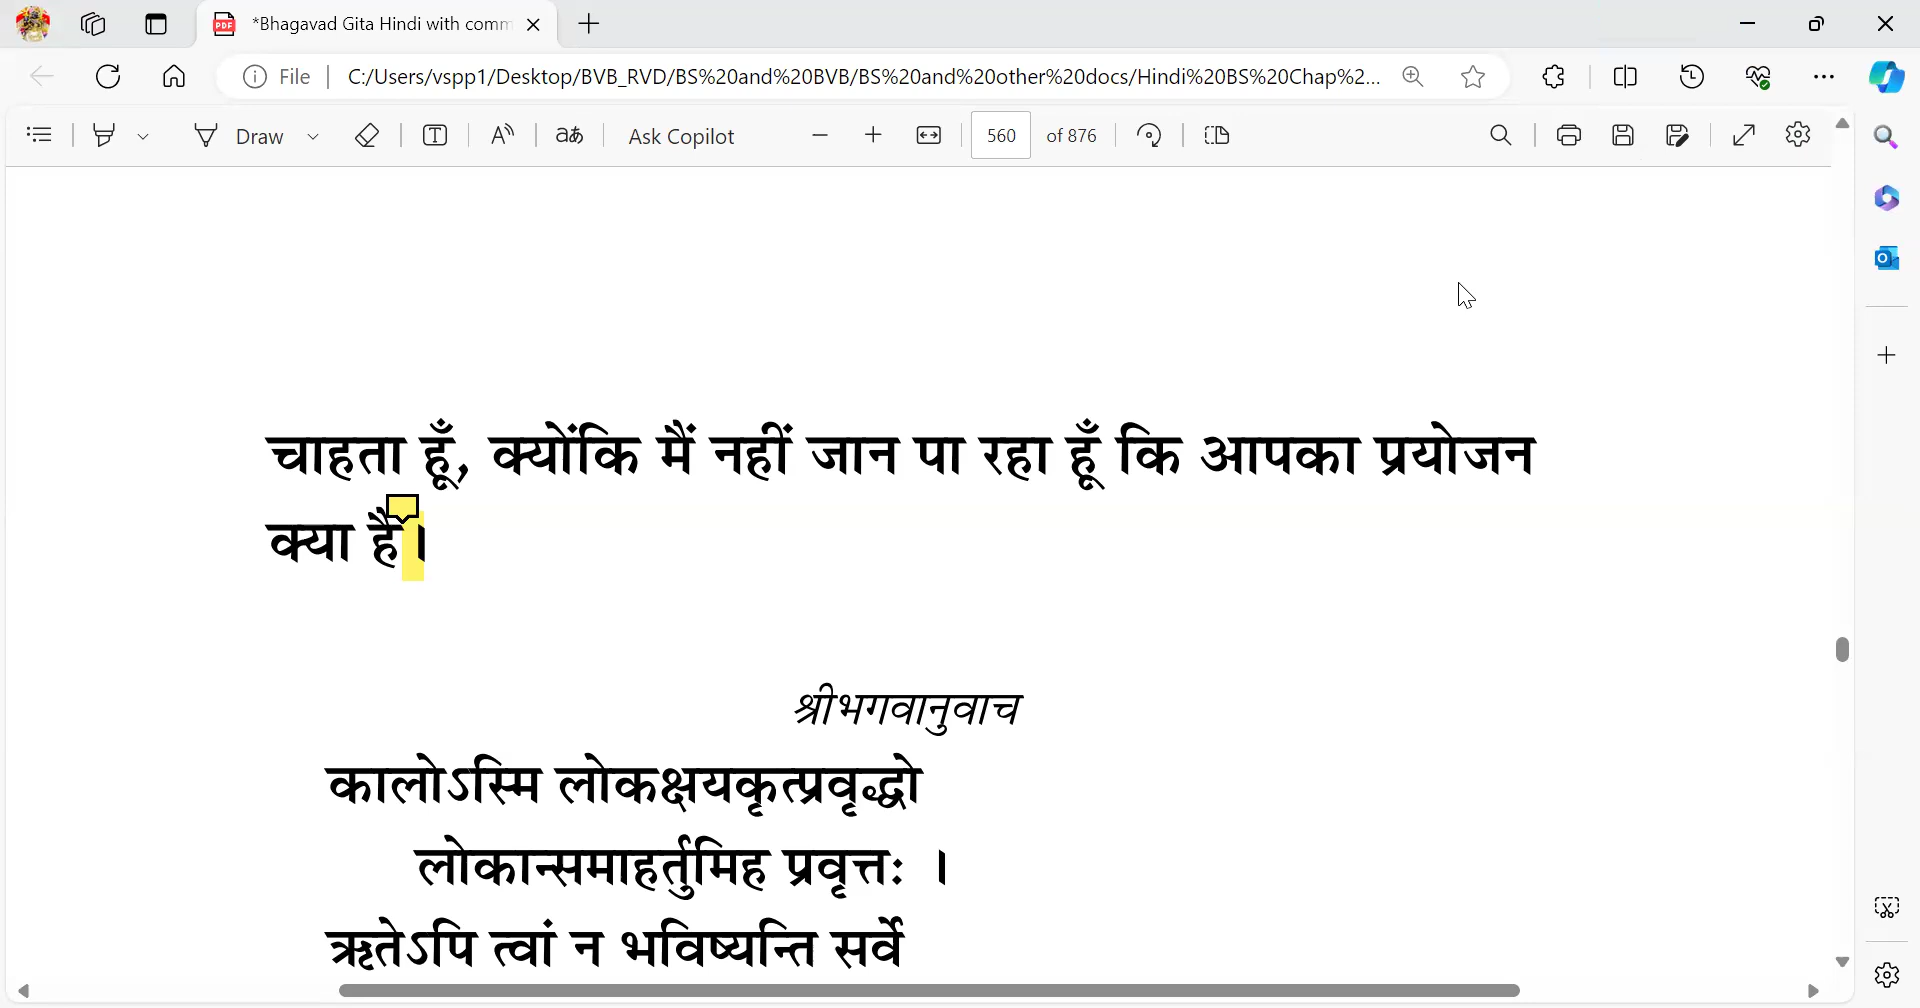 *Bhagavad Gita Hindi with comm
File
C:/Users/vspp1/Desktop/BVB_RVD/BS%20and%20BVB/BS%20and%20other%20docs/Hindi%20BS%20Chap%2...
Draw
aあ
Ask Copilot
560 of 876
चाहता हूँ, क्योंकि मैं नहीं जान पा रहा हूँ कि आपका प्रयोजन
क्या है।
श्रीभगवानुवाच
कालोऽस्मि लोकक्षयकृत्प्रवृद्धो
लोकान्समाहर्तुमिह प्रवृत्तः ।
ऋतेऽपि त्वां न भविष्यन्ति सर्वे